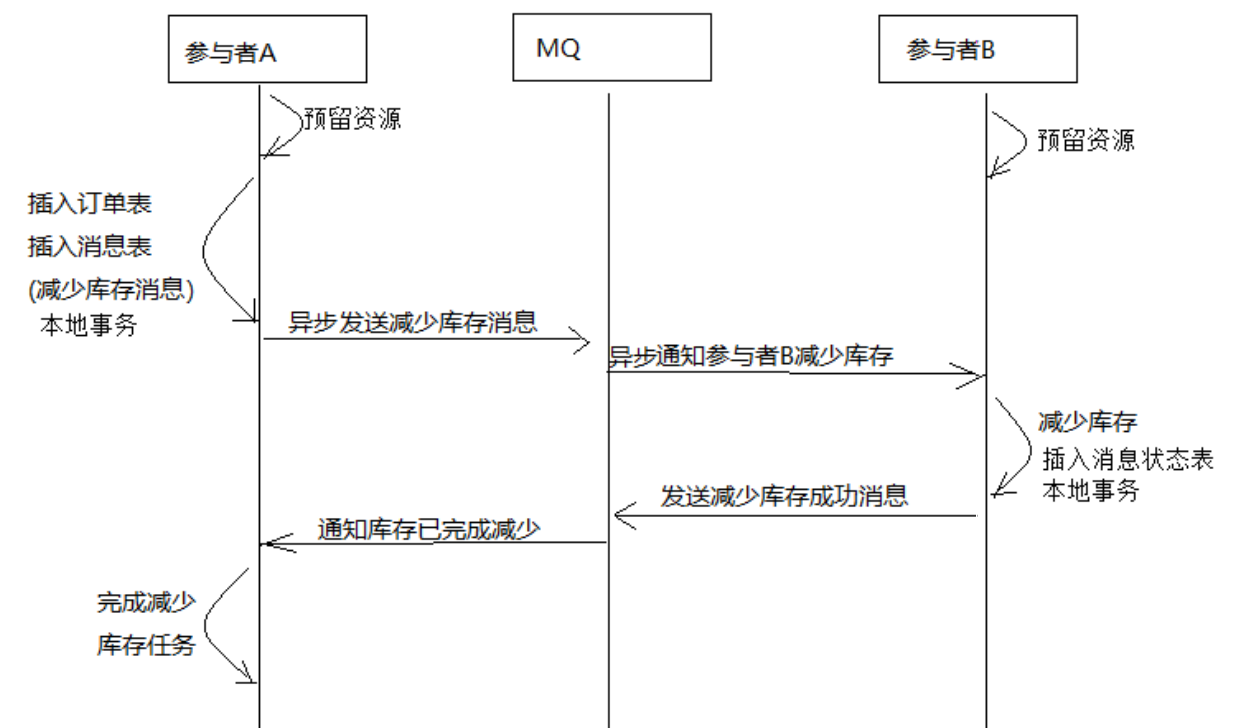 参与者A
MQ
参与者B
预留资源
预留资源
插入订单表
插入消息表
(减少库存消息)
本地事务
异步发送减少库存消息
异步通知参与者B减少库存
减少库存
插入消息状态表
本地事务
发送减少库存成功消息
通知库存已完成减少
完成减少
库存任务